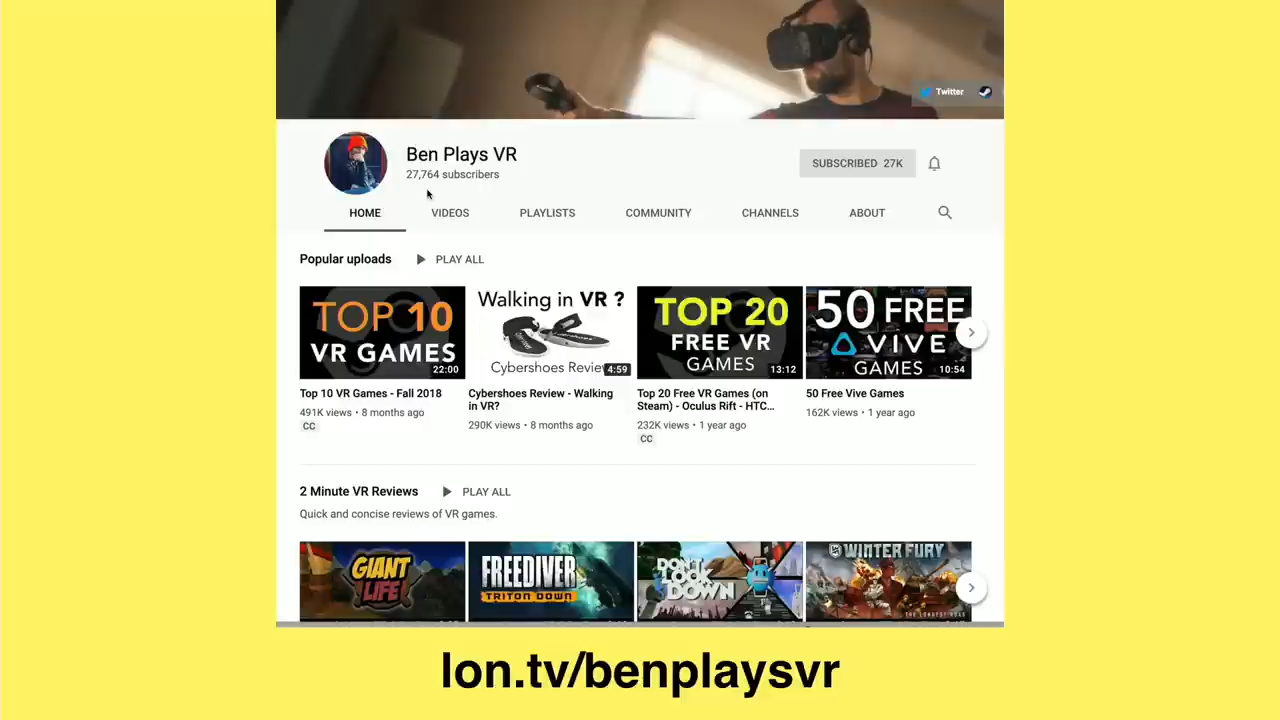 Twitter
Ben Plays VR
27,764 subscribers
SUBSCRIBED 27K
HOME VIDEOS PLAYLISTS COMMUNITY CHANNELS ABOUT
Popular uploads PLAY ALL
TOP 10
VR GAMES
22:00
Walking in VR ?
Cybershoes Review
4:59
TOP 20
FREE VR
GAMES
13:12
50 FREE
VIVE
GAMES
10:54
Top 10 VR Games - Fall 2018
491K views • 8 months ago
CC
Cybershoes Review - Walking
in VR?
290K views • 8 months ago
Top 20 Free VR Games (on
Steam) - Oculus Rift - HTC...
232K views • 1 year ago
CC
50 Free Vive Games
162K views • 1 year ago
2 Minute VR Reviews PLAY ALL
Quick and concise reviews of VR games.
GIANT
LIFE
FREEDIVER
TRITON DOWN
DON'T
LOOK
DOWN
WINTER FURY
THE LONGEST ROAD
lon.tv/benplaysvr